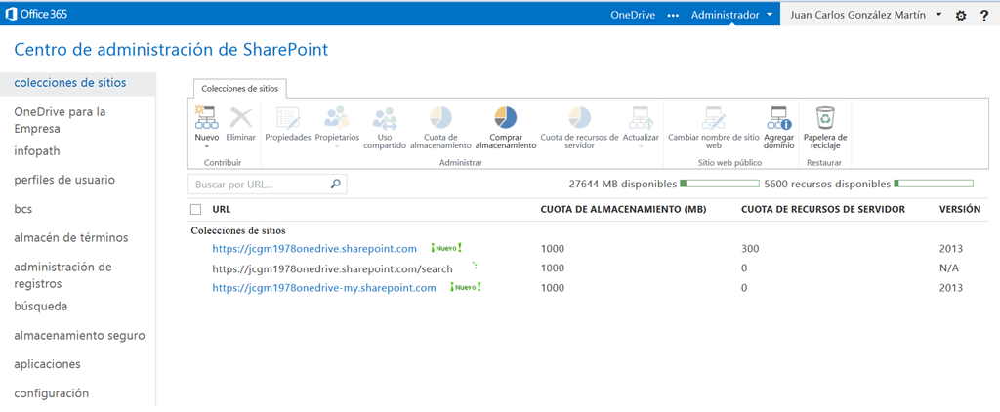 Office 365
OneDrive ••• Administrador Juan Carlos González Martín ?
Centro de administración de SharePoint
colecciones de sitios
OneDrive para la
Empresa
infopath
perfiles de usuario
bcs
almacén de términos
administración de
registros
búsqueda
almacenamiento seguro
aplicaciones
configuración
Colecciones de sitios
Nuevo
Eliminar
Propiedades
Propietarios
Uso
compartido
Cuota de
almacenamiento
Comprar
almacenamiento
Cuota de recursos de
servidor
Actualizar
Cambiar nombre de sitio
web
Agregar
dominio
Papelera de
reciclaje
Contribuir
Administrar
Sitio web público
Restaurar
Buscar por URL...
27644 MB disponibles
5600 recursos disponibles
URL CUOTA DE ALMACENAMIENTO (MB) CUOTA DE RECURSOS DE SERVIDOR VERSIÓN
Colecciones de sitios
https://jcgm1978onedrive.sharepoint.com ¡Nuevo! 1000 300 2013
https://jcgm1978onedrive.sharepoint.com/search 1000 0 N/A
https://jcgm1978onedrive-my.sharepoint.com ¡Nuevo! 1000 0 2013